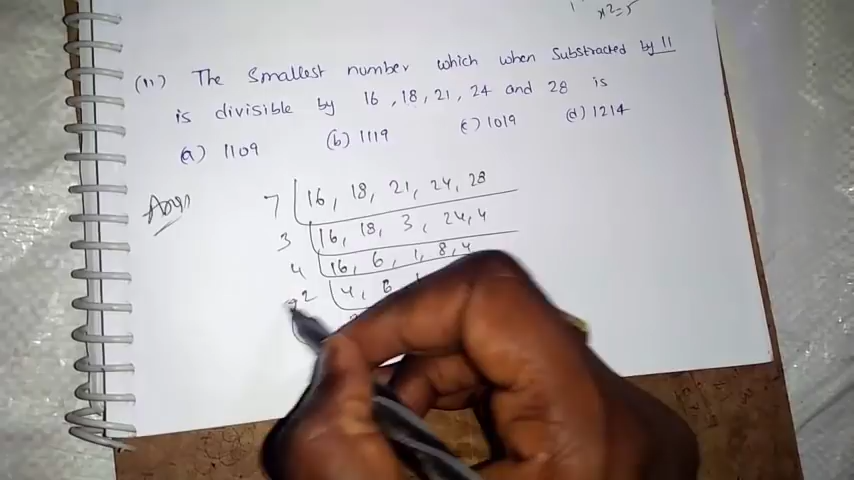 x2=5
(11) The Smallest number which when Substracted by 11
is divisible by 16, 18, 21, 24 and 28 is
(a) 1109 (b) 1119 (c) 1019 (d) 1214
Ans
7 16, 18, 21, 24, 28
3 16, 18, 3, 24, 4
4 16, 6, 1, 8, 4
2 4, 6,